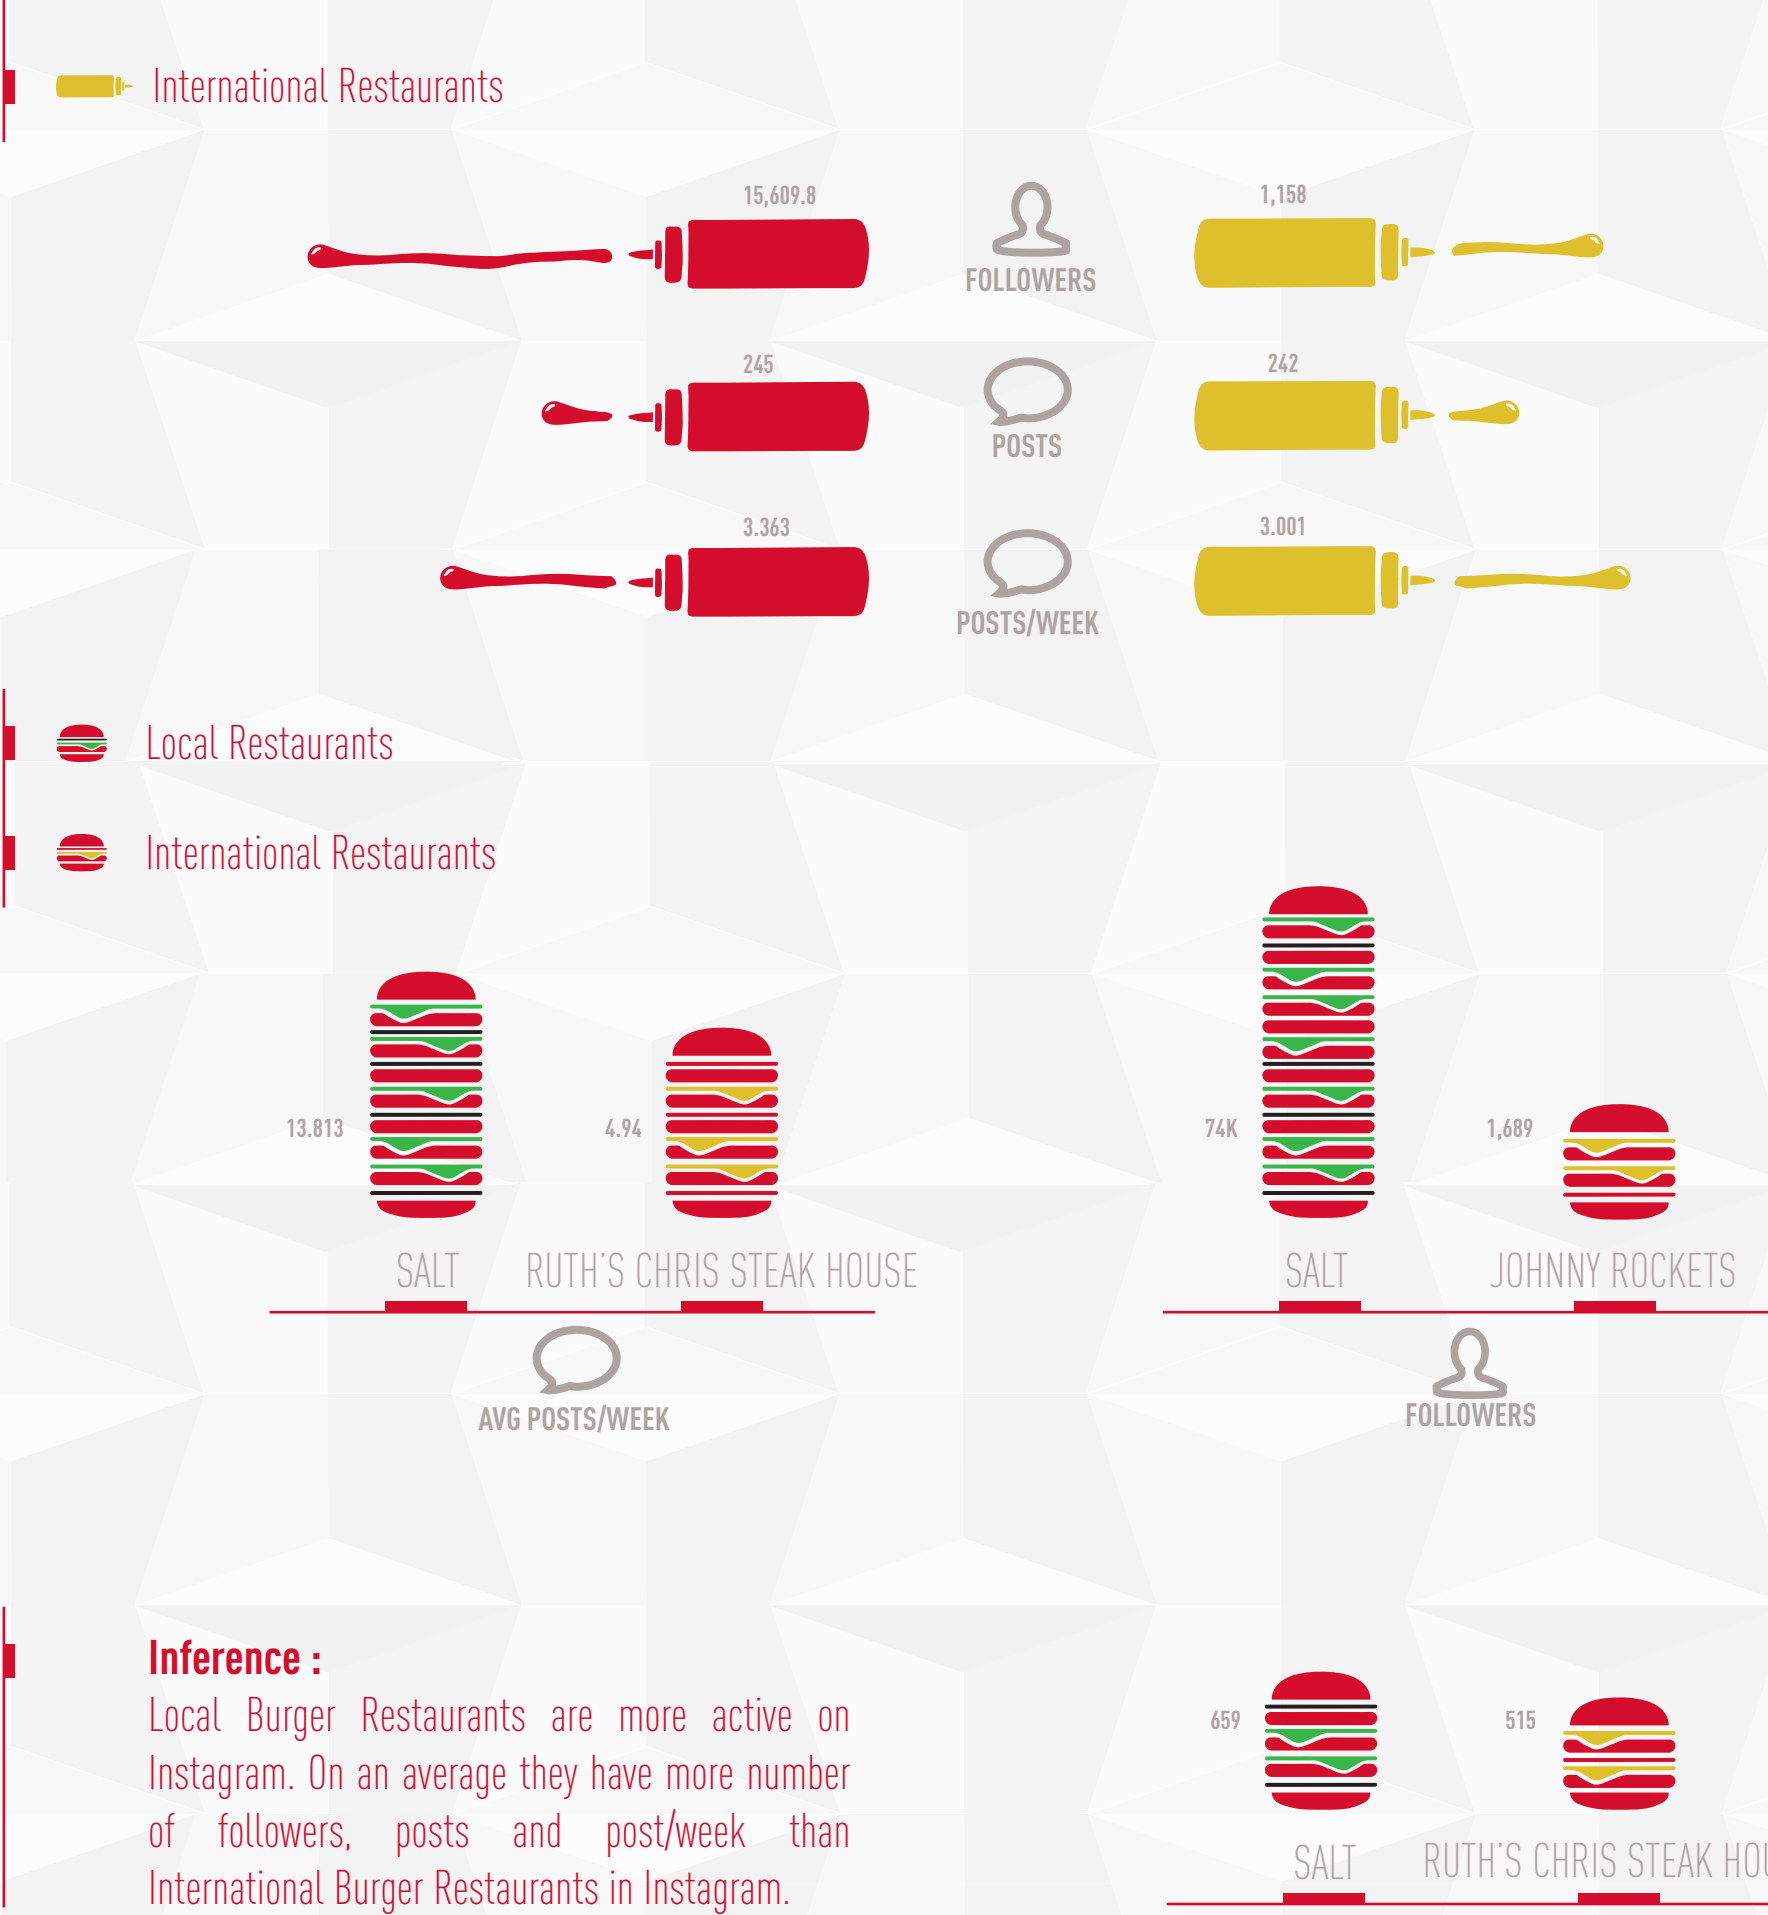 International Restaurants
15,609.8
1,158
FOLLOWERS
245
242
POSTS
3.363
3.001
POSTS/WEEK
Local Restaurants
International Restaurants
13.813
4.94
74K
1,689
SALT
RUTH'S CHRIS STEAK HOUSE
SALT
JOHNNY ROCKETS
AVG POSTS/WEEK
FOLLOWERS
Inference :
Local Burger Restaurants are more active on
Instagram. On an average they have more number
of followers, posts and post/week than
International Burger Restaurants in Instagram.
659
515
SALT
RUTH'S CHRIS STEAK